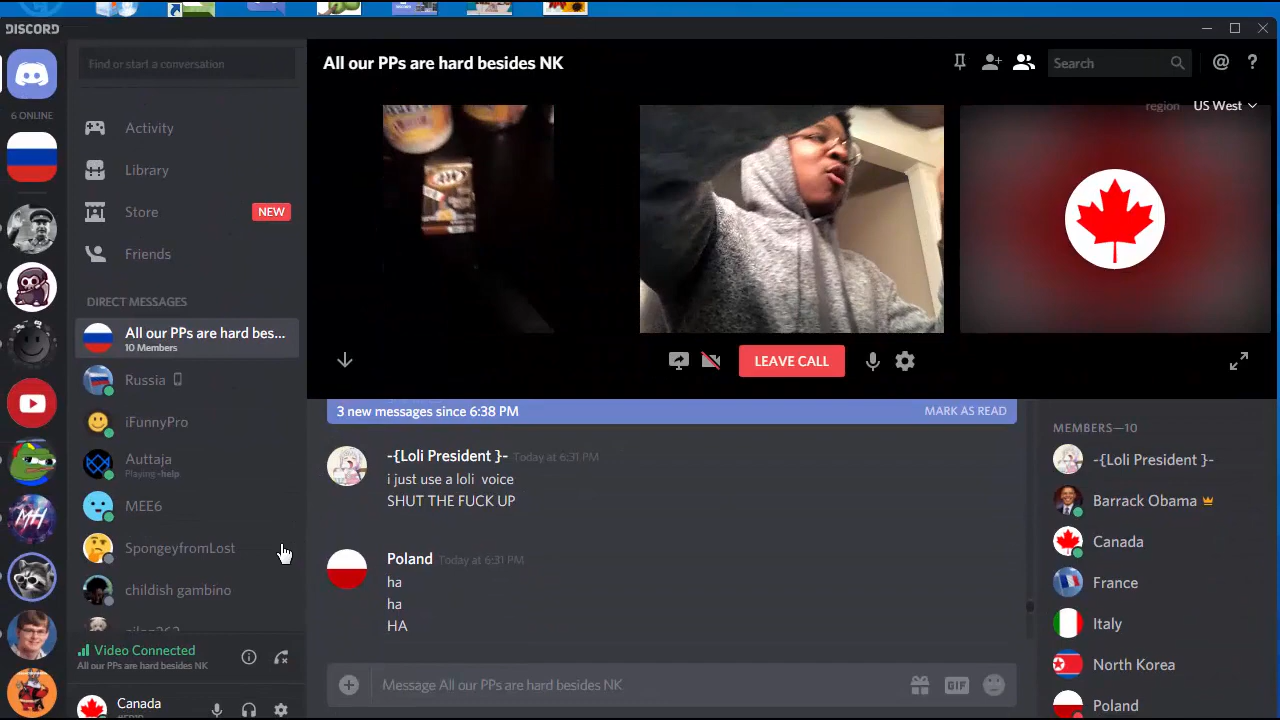 DISCORD
Find or start a conversation
6 ONLINE
Activity
Library
Store
NEW
Friends
DIRECT MESSAGES
All our PPs are hard bes...
10 Members
Russia
iFunnyPro
Auttaja
Playing -help
MEE6
SpongeyfromLost
childish gambino
Video Connected
All our PPs are hard besides NK
Canada
All our PPs are hard besides NK
Search
region US West
LEAVE CALL
3 new messages since 6:38 PM
MARK AS READ
-{Loli President }- Today at 6:31 PM
i just use a loli voice
SHUT THE FUCK UP
Poland Today at 6:31 PM
ha
ha
HA
Message All our PPs are hard besides NK
GIF
MEMBERS—10
-{Loli President }-
Barrack Obama
Canada
France
Italy
North Korea
Poland
MH